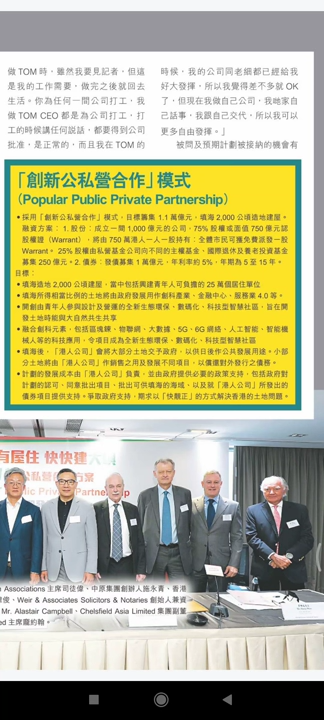 做 TOM 時，雖然我要見記者，但這
是我的工作需要，做完之後就回去
生活。你為任何一間公司打工，我
做 TOM CEO 都是為公司打工，打
工的時候講任何說話，都要得到公司
批准，是正常的，而且我在 TOM 的
時候，我的公司同老細都已經給我
好大發揮，所以我覺得差不多就 OK
了，但現在我做自己公司，我哋家自
己話事，我跟自己交代，所以我可以
更多自由發揮。」
被問及預期計劃被接納的機會有
「創新公私營合作」模式
（Popular Public Private Partnership）
• 採用「創新公私營合作」模式，目標籌集 1.1 萬億元，填海 2,000 公頃造地建屋。
融資方案： 1. 股份：成立一間 1,000 億元的公司，75% 股權或面值 750 億元認
股權證（Warrant），將由 750 萬港人一人一股持有：全體市民可獲免費派發一股
Warrant。 25% 股權由私營基金公司向不同的主權基金、國際退休及養老投資基金
募集 250 億元。2. 債券：發債募集 1 萬億元，年利率約 5%，年期為 5 至 15 年。
目標：
• 填海造地 2,000 公頃建屋，當中包括興建青年人可負擔的 25 萬個居住單位
• 填海所得相當比例的土地將由政府發展用作創科產業、金融中心、服務業 4.0 等。
• 開創由青年人參與設計及營運的全新生態環保、數碼化、科技型智慧社區，旨在開
發土地時能與大自然共生共享
• 融合創科元素，包括區塊鍊、物聯網、大數據、5G、6G 網絡、人工智能、智能機
械人等的科技應用，令項目成為全新生態環保、數碼化、科技型智慧社區
• 填海後，「港人公司」會將大部分土地交予政府，以供日後作公共發展用途。小部
分土地將由「港人公司」作銷售之用及發展不同項目，以償還對外發行之債務。
• 計劃的發展成本由「港人公司」負責，並由政府提供必要的政策支持，包括政府對
計劃的認可、同意批出項目、批出可供填海的海域，以及就「港人公司」所發出的
債券項目提供支持。爭取政府支持，期求以「快靚正」的方式解決香港的土地問題。
有屋住 快快建
Public Private Partnership
Associations 主席司徒偉、中原集團創辦人施永青、香港
俊、Weir & Associates Solicitors & Notaries 創始人兼資
Mr. Alastair Campbell、Chelsfield Asia Limited 集團副董
ed 主席龐約翰。